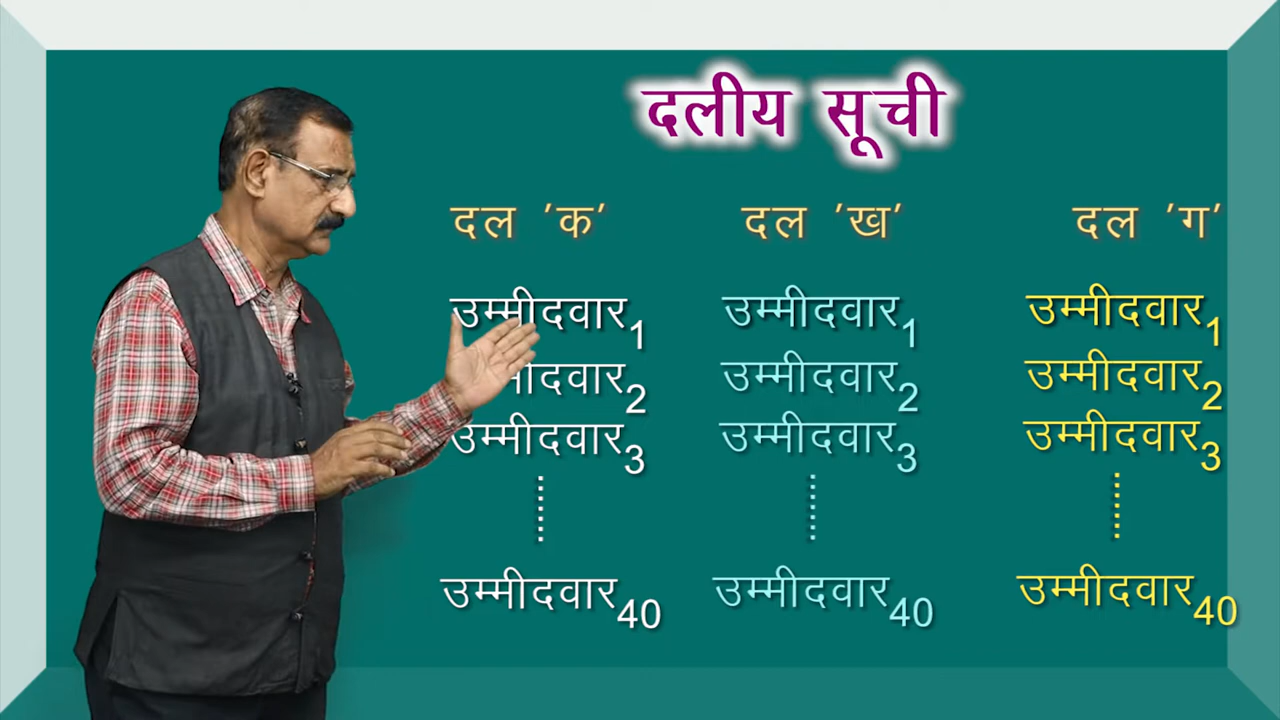 दलीय सूची
दल 'क' दल 'ख' दल 'ग'
उम्मीदवार1 उम्मीदवार1 उम्मीदवार1
उम्मीदवार2 उम्मीदवार2
उम्मीदवार3 उम्मीदवार3 उम्मीदवार3
उम्मीदवार40 उम्मीदवार40 उम्मीदवार40